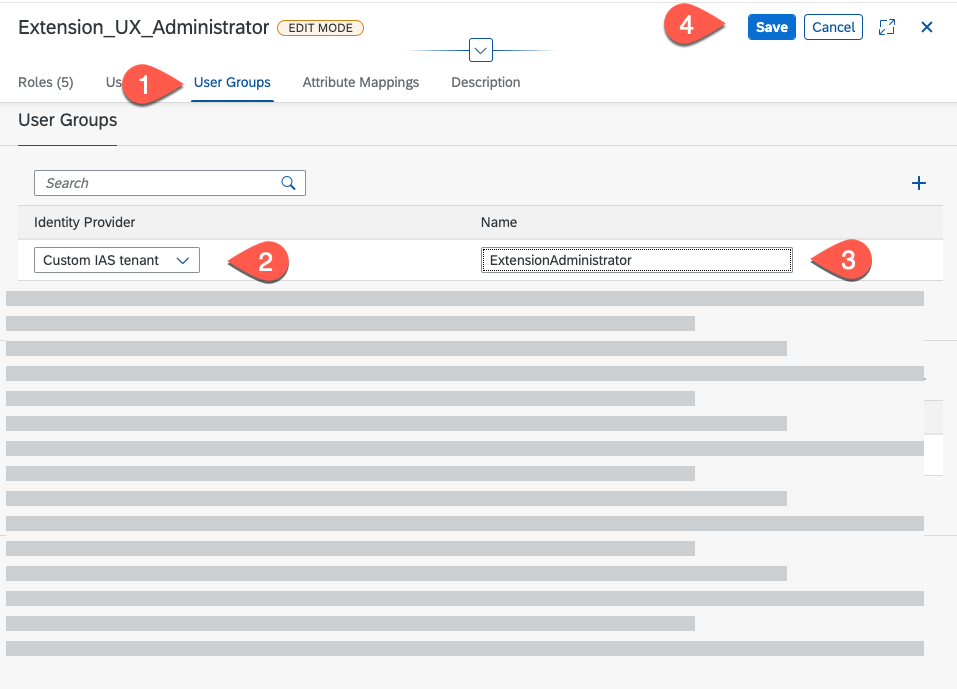 Extension_UX_Administrator EDIT MODE 4 Save Cancel
Roles (5) Us 1 User Groups Attribute Mappings Description
User Groups
Search
Identity Provider Name
Custom IAS tenant 2 ExtensionAdministrator 3